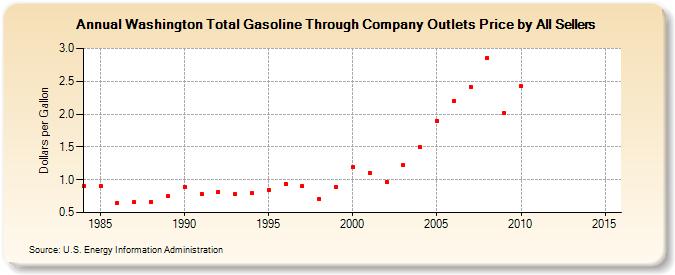 Annual Washington Total Gasoline Through Company Outlets Price by All Sellers
Dollars per Gallon
3.0
2.5
2.0
1.5
1.0
0.5
1985 1990 1995 2000 2005 2010 2015
Source: U.S. Energy Information Administration